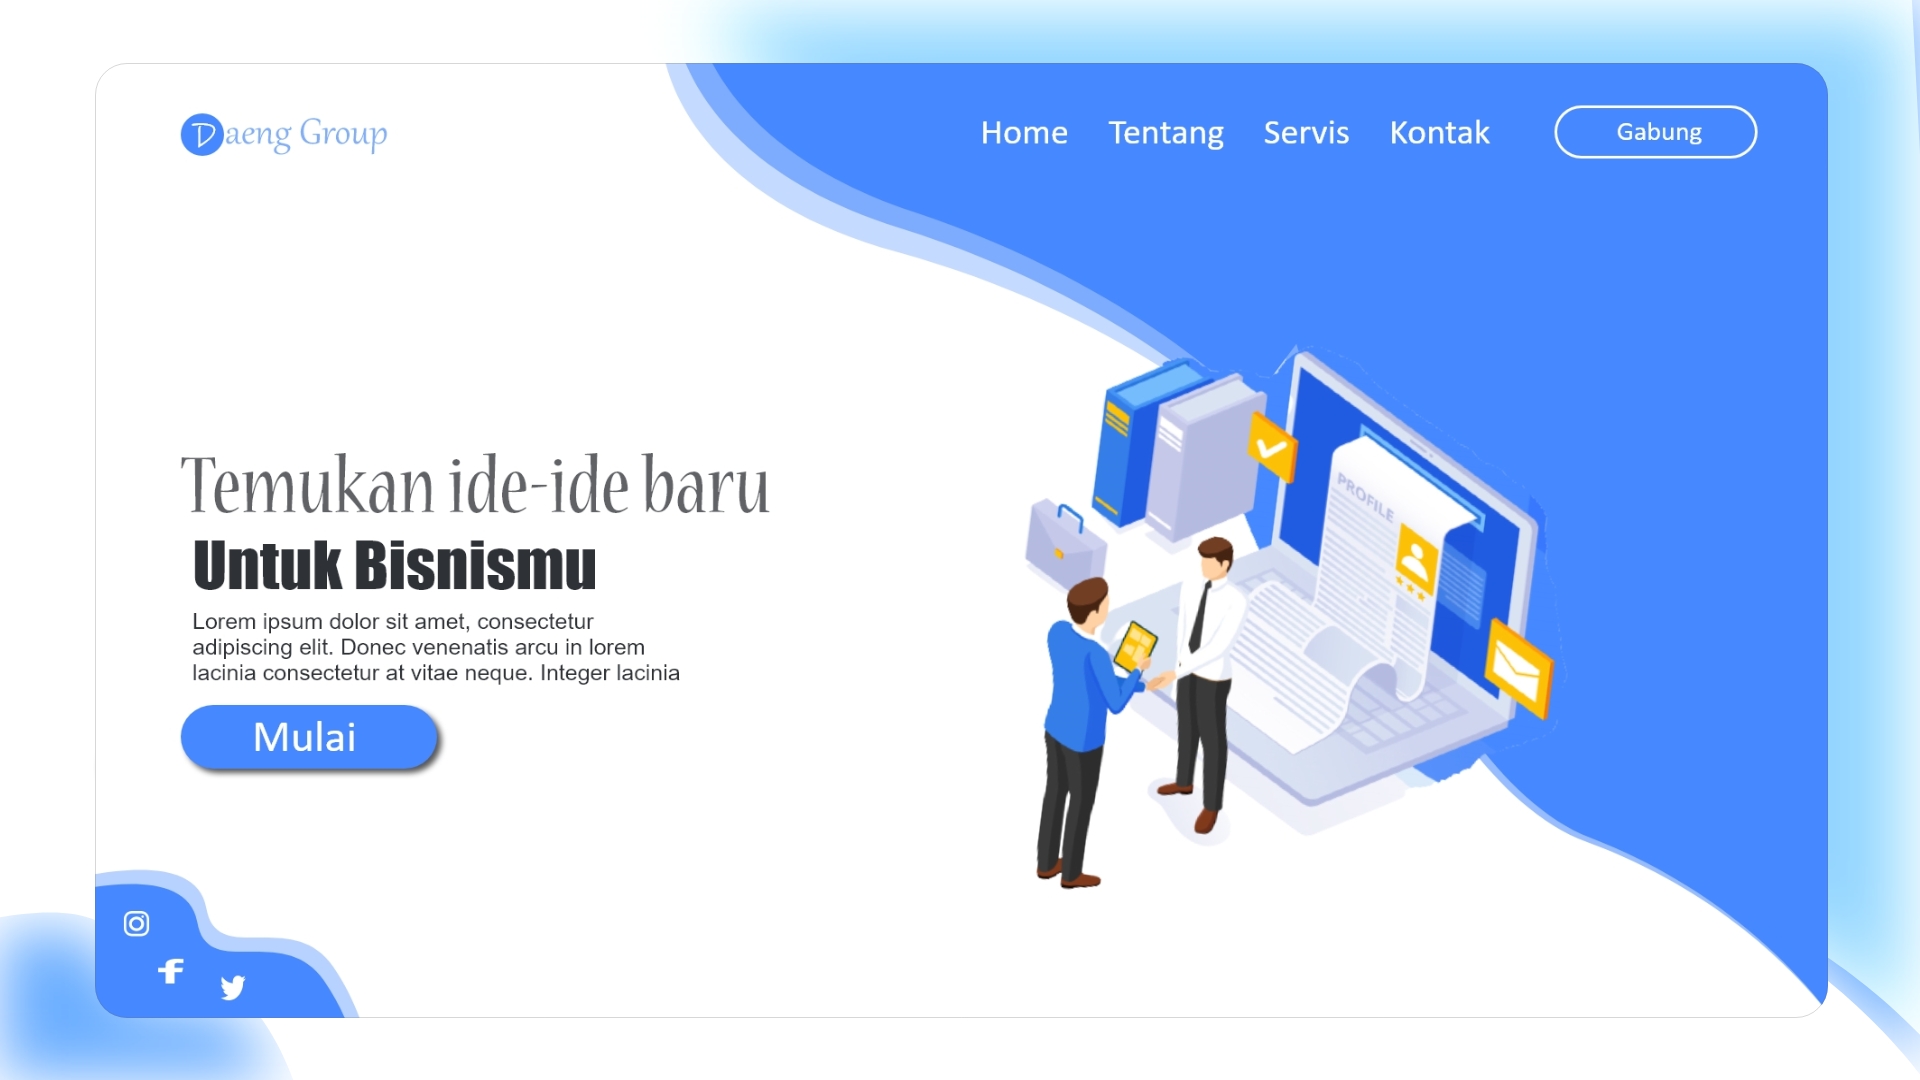 Daeng Group
Home Tentang Servis Kontak Gabung
Temukan ide-ide baru
Untuk Bisnismu
Lorem ipsum dolor sit amet, consectetur
adipiscing elit. Donec venenatis arcu in lorem
lacinia consectetur at vitae neque. Integer lacinia
Mulai
PROFILE